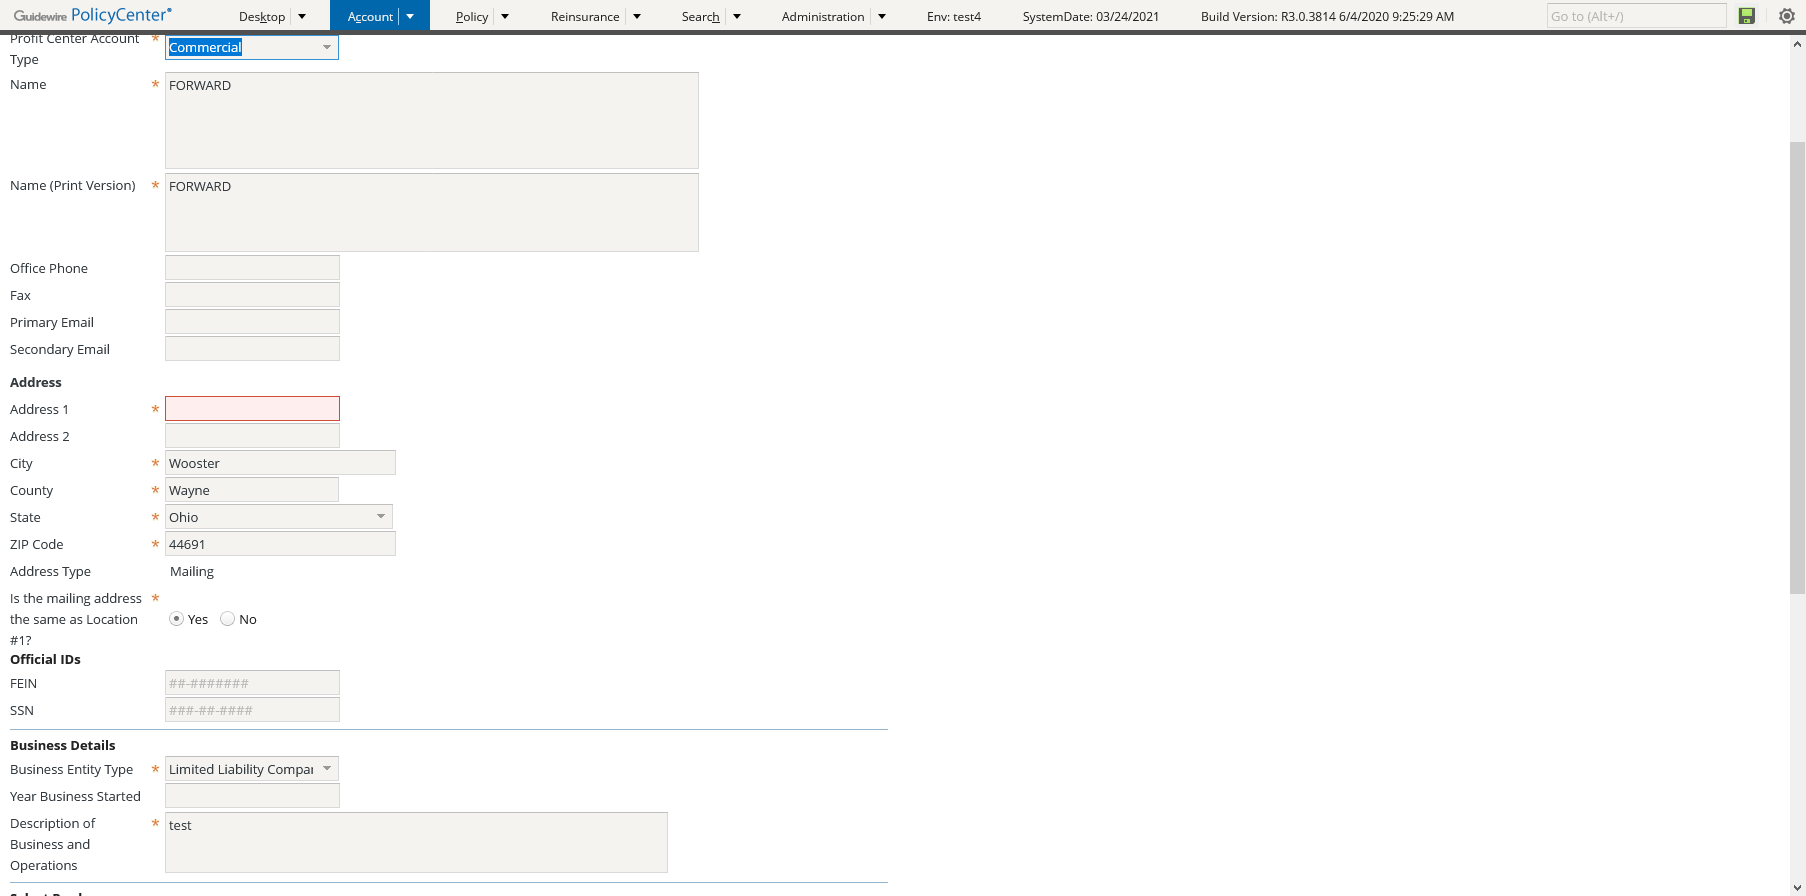 Guidewire PolicyCenter® Desktop Account Policy Reinsurance Search Administration Env: test4 SystemDate: 03/24/2021 Build Version: R3.0.3814 6/4/2020 9:25:29 AM Go to (Alt+/)
Profit Center Account * Commercial
Type
Name * FORWARD
Name (Print Version) * FORWARD
Office Phone
Fax
Primary Email
Secondary Email
Address
Address 1 *
Address 2
City * Wooster
County * Wayne
State * Ohio
ZIP Code * 44691
Address Type Mailing
Is the mailing address *
the same as Location Yes No
#1?
Official IDs
FEIN ##-#######
SSN ###-##-####
Business Details
Business Entity Type * Limited Liability Compa
Year Business Started
Description of * test
Business and
Operations